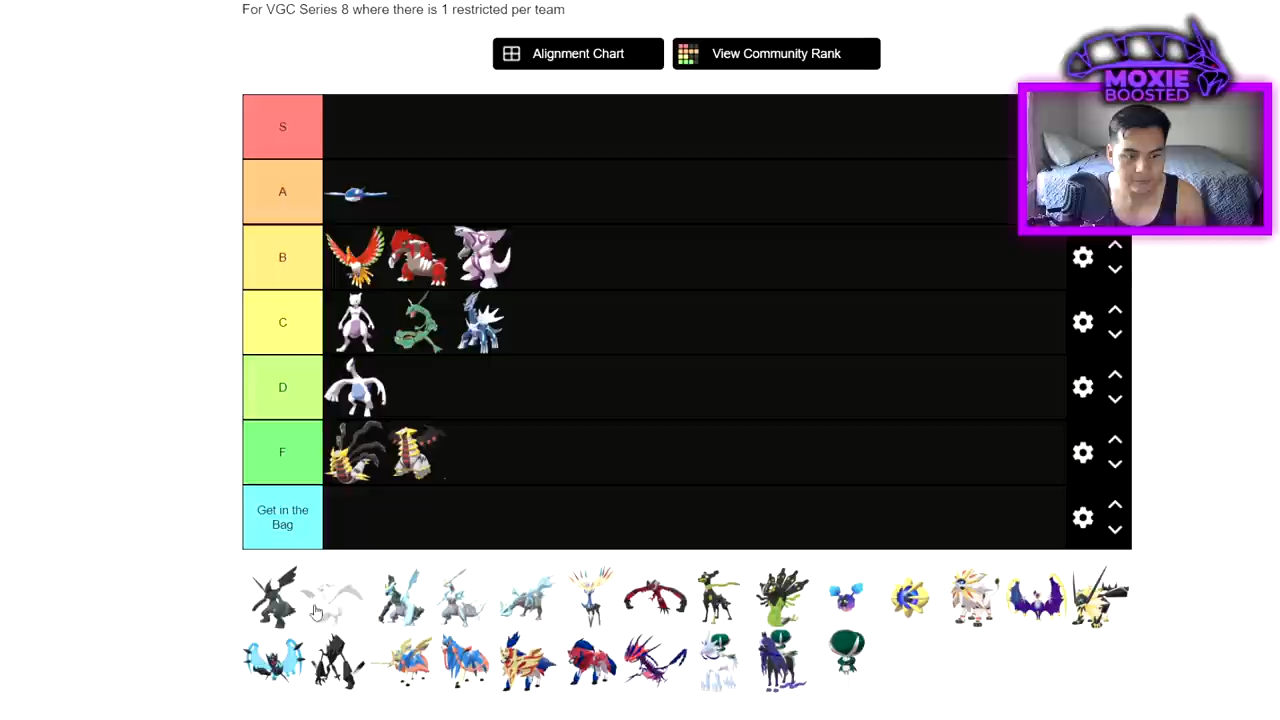 For VGC Series 8 where there is 1 restricted per team
Alignment Chart
View Community Rank
MOXIE
BOOSTED
S
A
B
C
D
F
Get in the
Bag